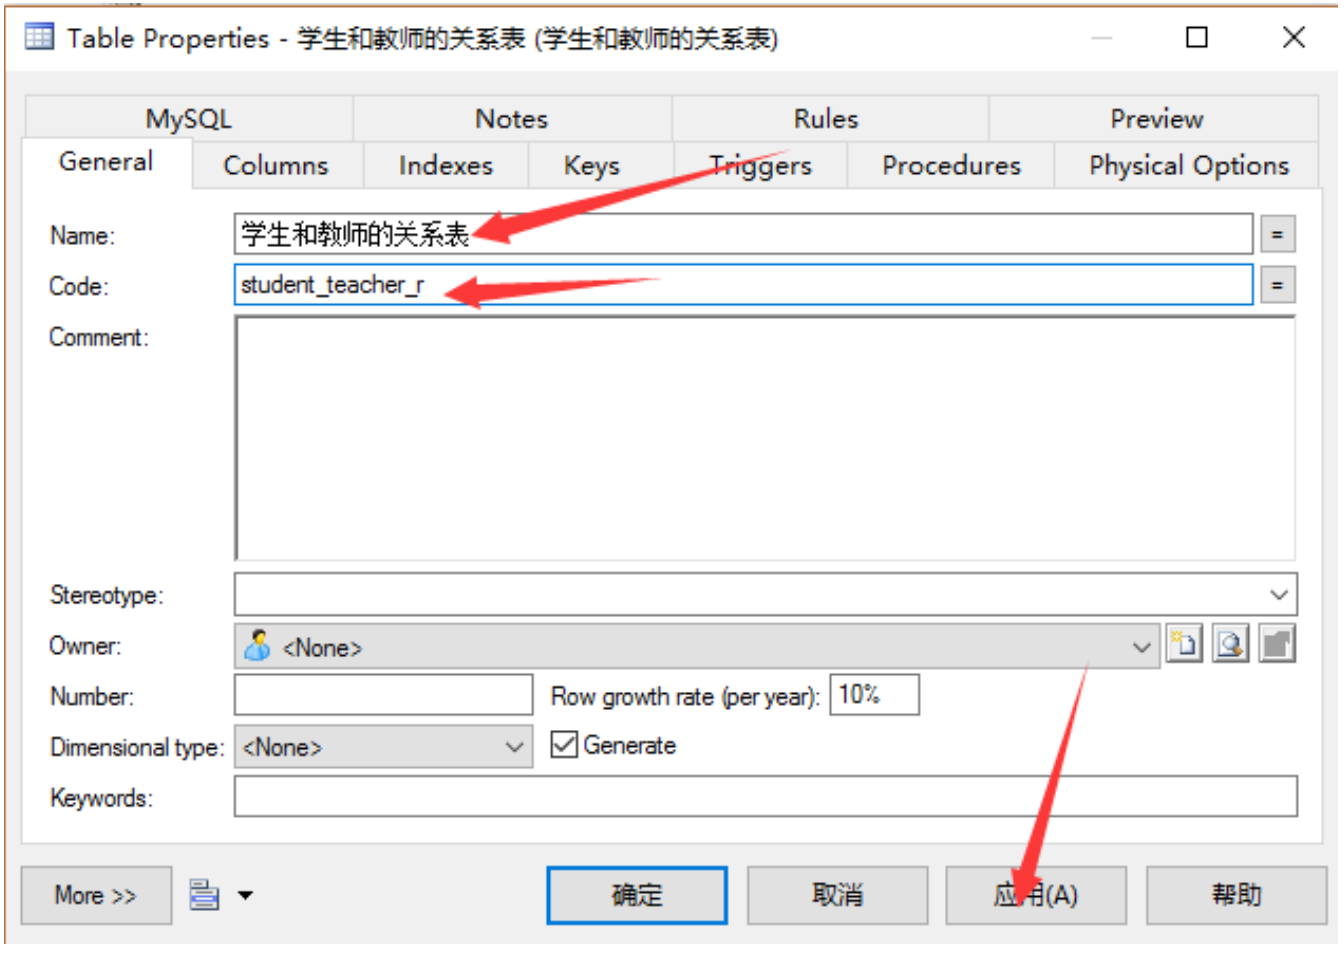 Table Properties - 学生和教师的关系表 (学生和教师的关系表)
MySQL Notes Rules Preview
General Columns Indexes Keys Triggers Procedures Physical Options
Name: 学生和教师的关系表 =
Code: student_teacher_r =
Comment:
Stereotype:
Owner: <None>
Number: Row growth rate (per year): 10%
Dimensional type: <None> Generate
Keywords:
More >> 确定 取消 应用(A) 帮助